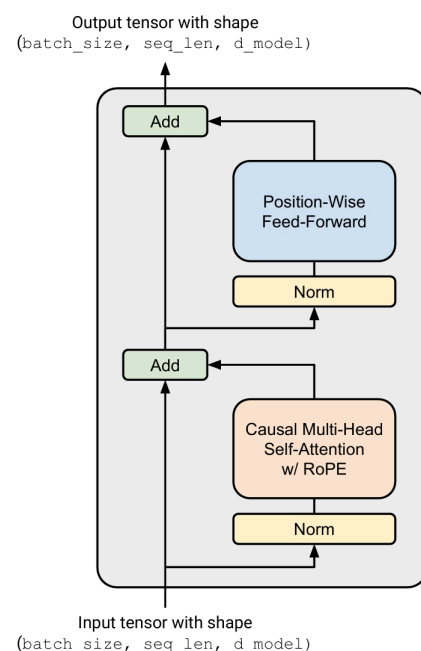 Output tensor with shape
(batch_size, seq_len, d_model)
Add
Position-Wise
Feed-Forward
Norm
Add
Causal Multi-Head
Self-Attention
w/ RoPE
Norm
Input tensor with shape
(batch_size, seq_len, d_model)